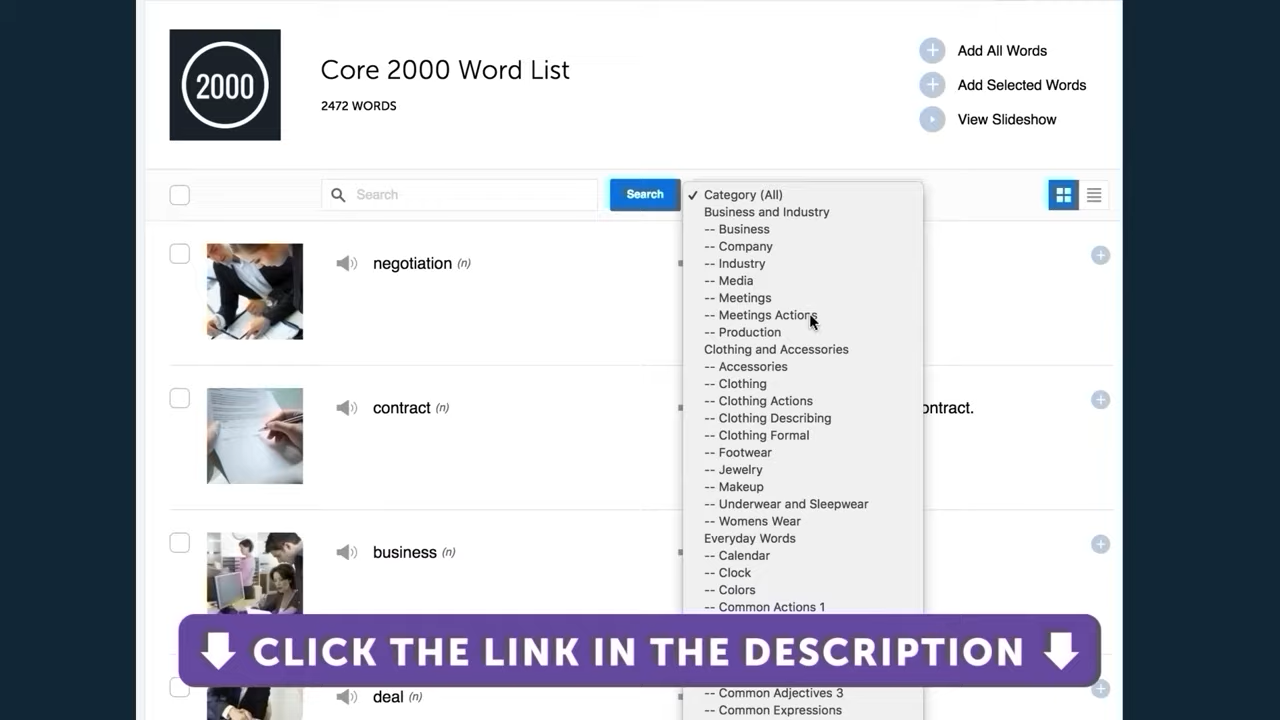 2000
Core 2000 Word List
2472 WORDS
Add All Words
Add Selected Words
View Slideshow
Search
Search
✓ Category (All)
Business and Industry
-- Business
-- Company
-- Industry
-- Media
-- Meetings
-- Meetings Actions
-- Production
Clothing and Accessories
-- Accessories
-- Clothing
-- Clothing Actions
-- Clothing Describing
-- Clothing Formal
-- Footwear
-- Jewelry
-- Makeup
-- Underwear and Sleepwear
-- Womens Wear
Everyday Words
-- Calendar
-- Clock
-- Colors
-- Common Actions 1
-- Common Adjectives 3
-- Common Expressions
negotiation (n)
contract (n)
ontract.
business (n)
CLICK THE LINK IN THE DESCRIPTION
deal (n)